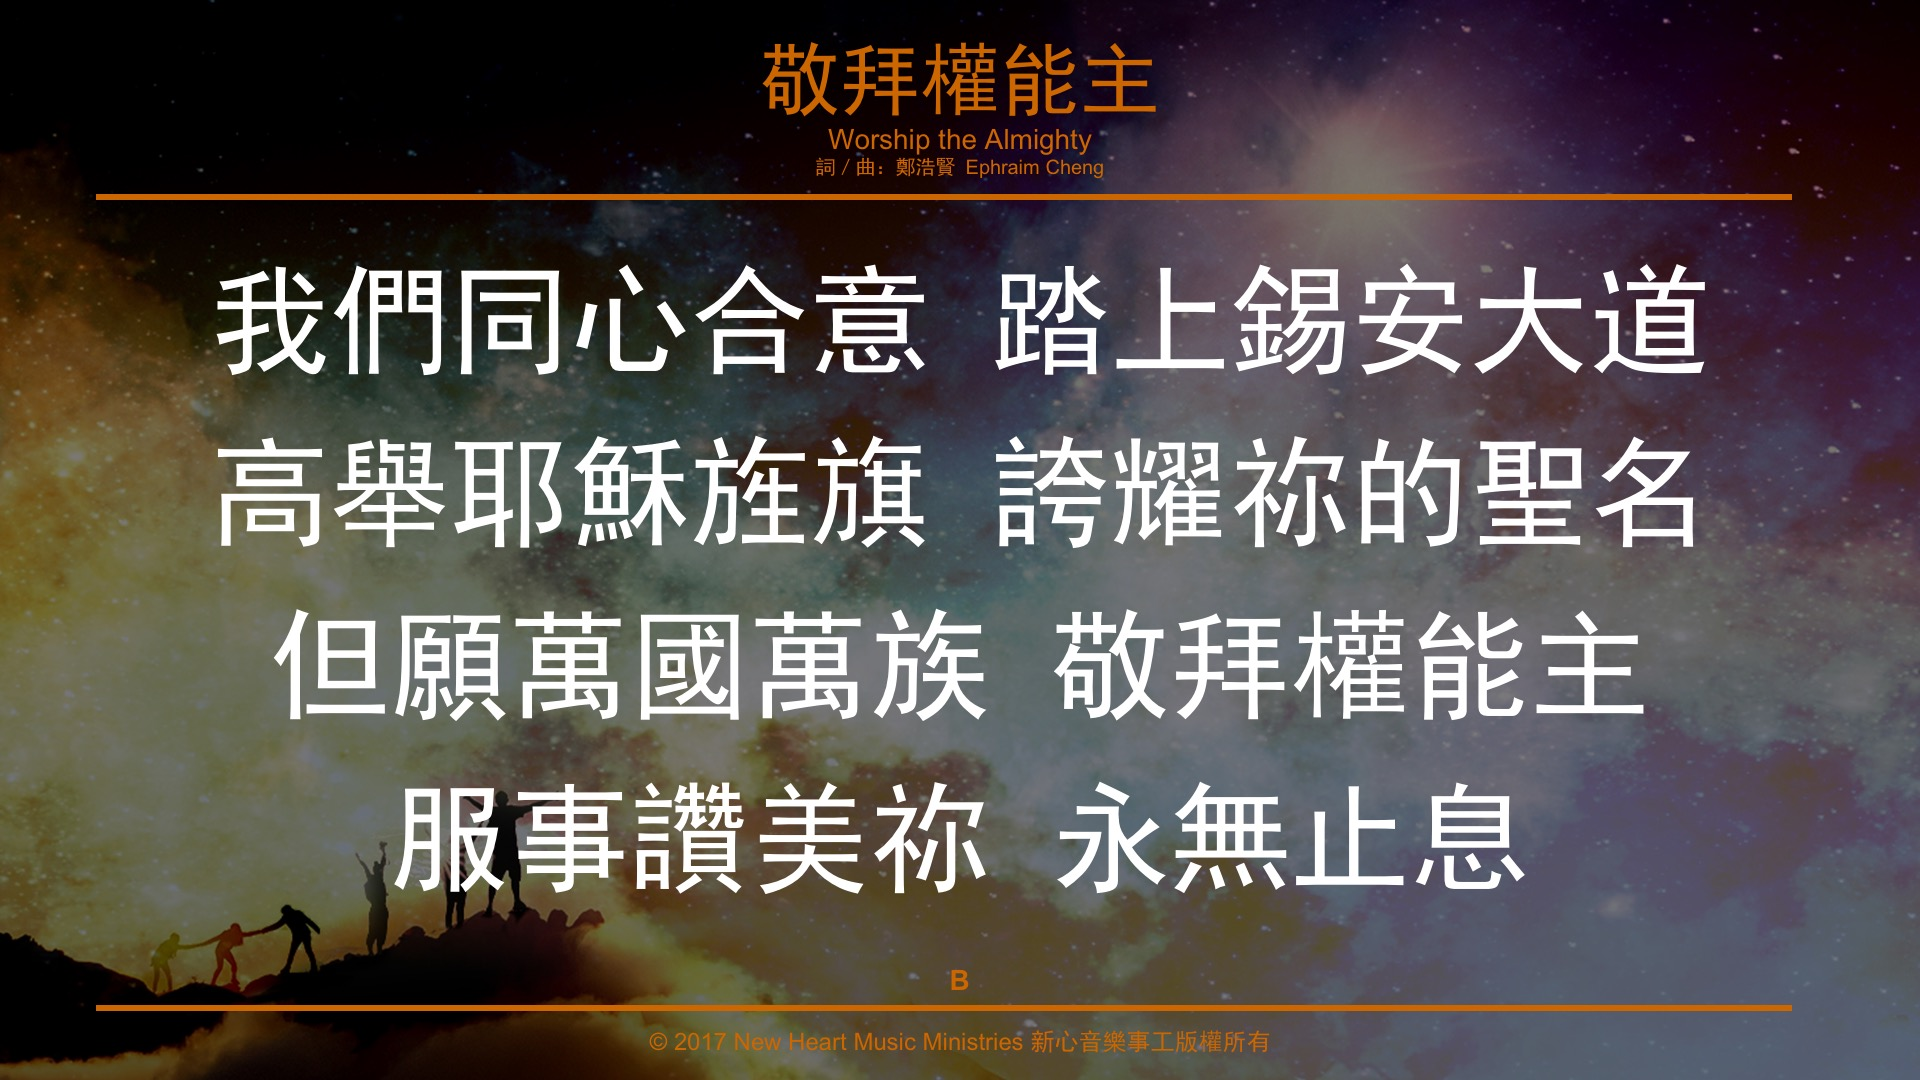 敬拜權能主
Worship the Almighty
詞 / 曲：鄭浩賢 Ephraim Cheng
我們同心合意 踏上錫安大道
高舉耶穌旌旗 誇耀祢的聖名
但願萬國萬族 敬拜權能主
服事讚美祢 永無止息
B
© 2017 New Heart Music Ministries 新心音樂事工版權所有